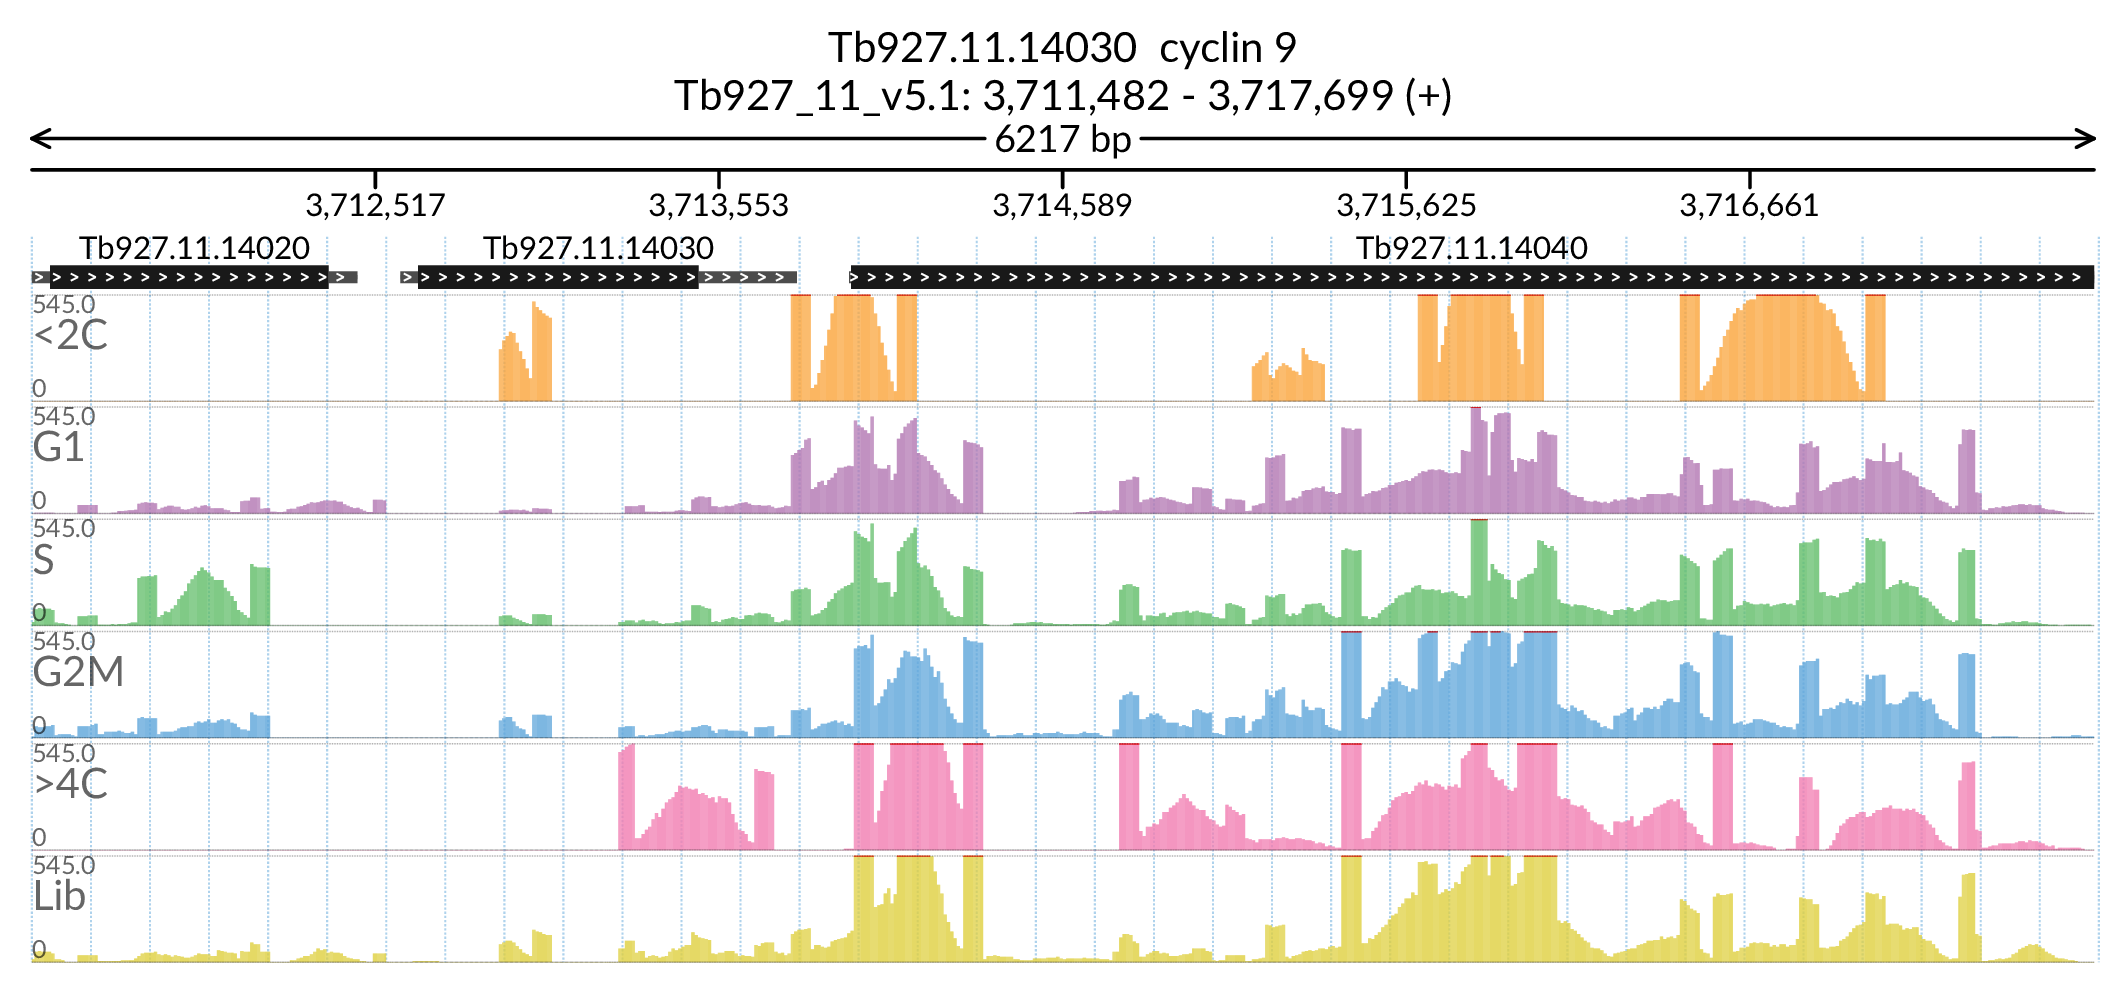 Tb927.11.14030  cyclin 9
Tb927_11_v5.1: 3,711,482 - 3,717,699 (+)
6217 bp
3,712,517 3,713,553 3,714,589 3,715,625 3,716,661
Tb927.11.14020 Tb927.11.14030 Tb927.11.14040
545.0
<2C
0
545.0
G1
0
545.0
S
0
545.0
G2M
0
545.0
>4C
0
545.0
Lib
0